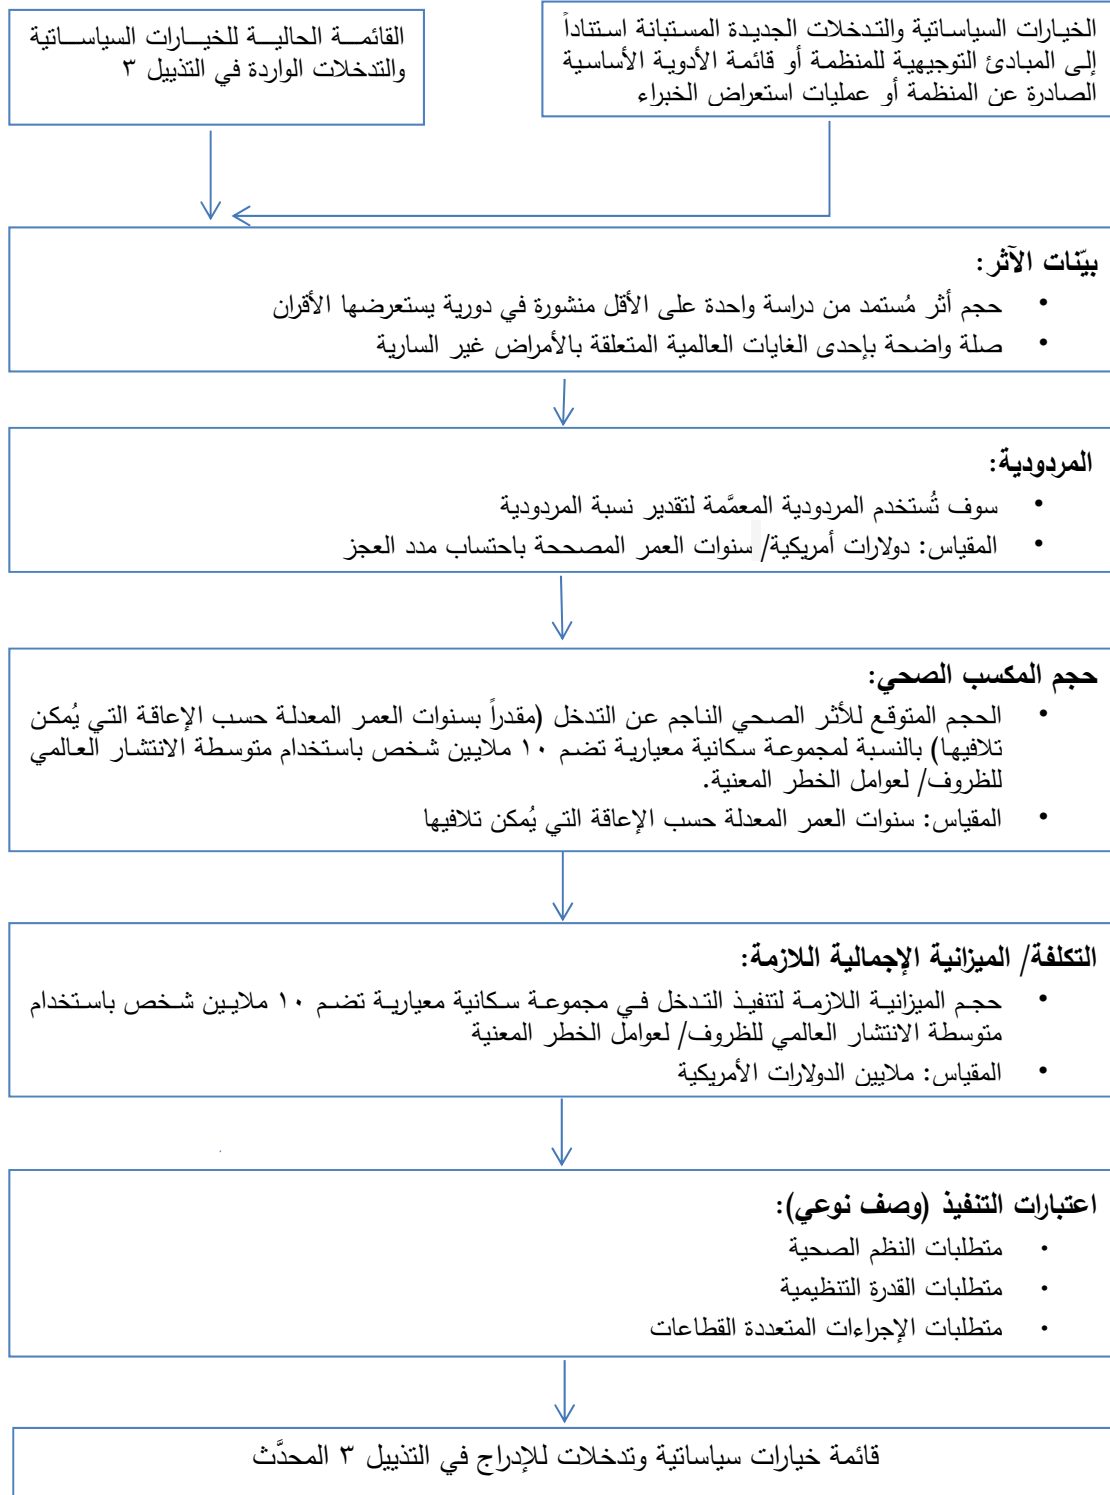 الخيارات السياساتية والتدخلات الجديدة المستبانة استناداً
إلى المبادئ التوجيهية للمنظمة أو قائمة الأدوية الأساسية
الصادرة عن المنظمة أو عمليات استعراض الخبراء
القائمة الحالية للخيارات السياساتية
والتدخلات الواردة في التذييل ٣
بيّنات الآثر:
• حجم أثر مُستمد من دراسة واحدة على الأقل منشورة في دورية يستعرضها الأقران
• صلة واضحة بإحدى الغايات العالمية المتعلقة بالأمراض غير السارية
المردودية:
• سوف تُستخدم المردودية المعمَّمة لتقدير نسبة المردودية
• المقياس: دولارات أمريكية/ سنوات العمر المصححة باحتساب مدد العجز
حجم المكسب الصحي:
• الحجم المتوقع للأثر الصحي الناجم عن التدخل (مقدراً بسنوات العمر المعدلة حسب الإعاقة التي يُمكن
تلافيها) بالنسبة لمجموعة سكانية معيارية تضم ١٠ ملايين شخص باستخدام متوسطة الانتشار العالمي
للظروف/ لعوامل الخطر المعنية.
• المقياس: سنوات العمر المعدلة حسب الإعاقة التي يُمكن تلافيها
التكلفة/ الميزانية الإجمالية اللازمة:
• حجم الميزانية اللازمة لتنفيذ التدخل في مجموعة سكانية معيارية تضم ١٠ ملايين شخص باستخدام
متوسطة الانتشار العالمي للظروف/ لعوامل الخطر المعنية
• المقياس: ملايين الدولارات الأمريكية
اعتبارات التنفيذ (وصف نوعي):
• متطلبات النظم الصحية
• متطلبات القدرة التنظيمية
• متطلبات الإجراءات المتعددة القطاعات
قائمة خيارات سياساتية وتدخلات للإدراج في التذييل ٣ المحدَّث